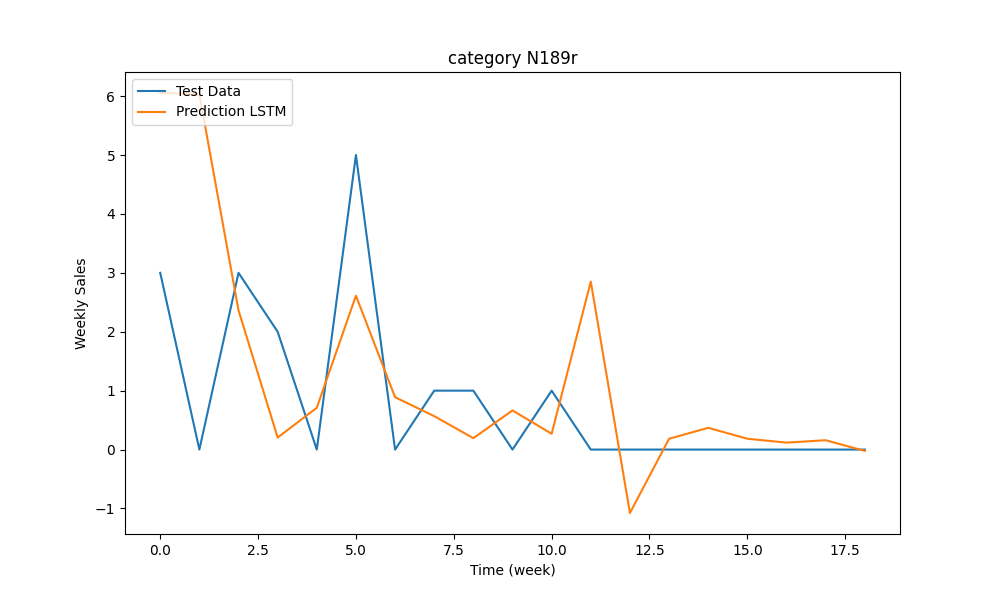 category N189r
Test Data
Prediction LSTM
6
5
4
3
2
1
0
−1
Weekly Sales
0.0 2.5 5.0 7.5 10.0 12.5 15.0 17.5
Time (week)